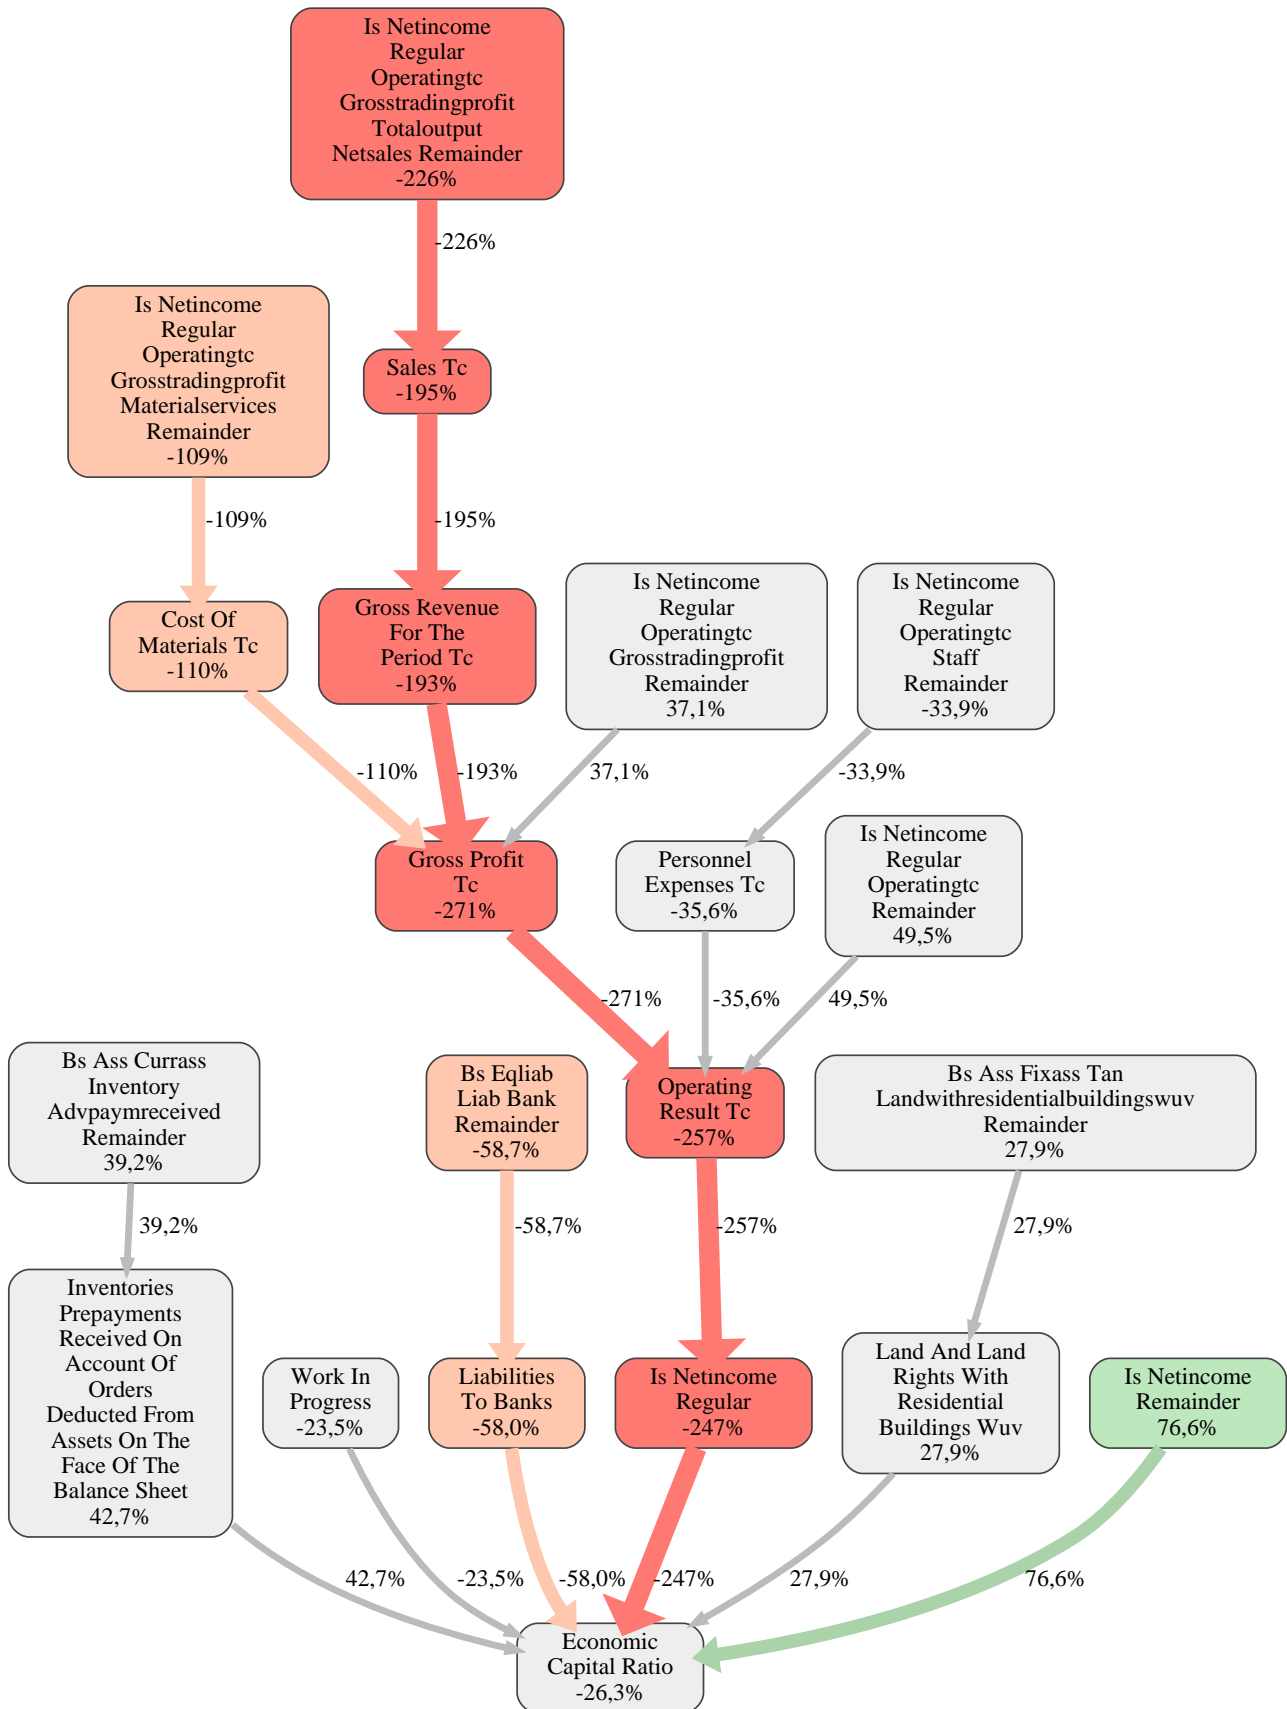 Is Netincome
Regular
Operatingtc
Grosstradingprofit
Totaloutput
Netsales Remainder
-226%
-226%
Is Netincome
Regular
Operatingtc
Grosstradingprofit
Materialservices
Remainder
-109%
Sales Tc
-195%
-109%
-195%
Cost Of
Materials Tc
-110%
Gross Revenue
For The
Period Tc
-193%
Is Netincome
Regular
Operatingtc
Grosstradingprofit
Remainder
37,1%
Is Netincome
Regular
Operatingtc
Staff
Remainder
-33,9%
-110%
-193%
37,1%
-33,9%
Gross Profit
Tc
-271%
Personnel
Expenses Tc
-35,6%
Is Netincome
Regular
Operatingtc
Remainder
49,5%
-271%
-35,6%
49,5%
Bs Ass Currass
Inventory
Advpaymreceived
Remainder
39,2%
Bs Eqliab
Liab Bank
Remainder
-58,7%
Operating
Result Tc
-257%
Bs Ass Fixass Tan
Landwithresidentialbuildingswuv
Remainder
27,9%
39,2%
-58,7%
-257%
27,9%
Inventories
Prepayments
Received On
Account Of
Orders
Deducted From
Assets On The
Face Of The
Balance Sheet
42,7%
Work In
Progress
-23,5%
Liabilities
To Banks
-58,0%
Is Netincome
Regular
-247%
Land And Land
Rights With
Residential
Buildings Wuv
27,9%
Is Netincome
Remainder
76,6%
42,7%
-23,5%
-58,0%
-247%
27,9%
76,6%
Economic
Capital Ratio
-26,3%